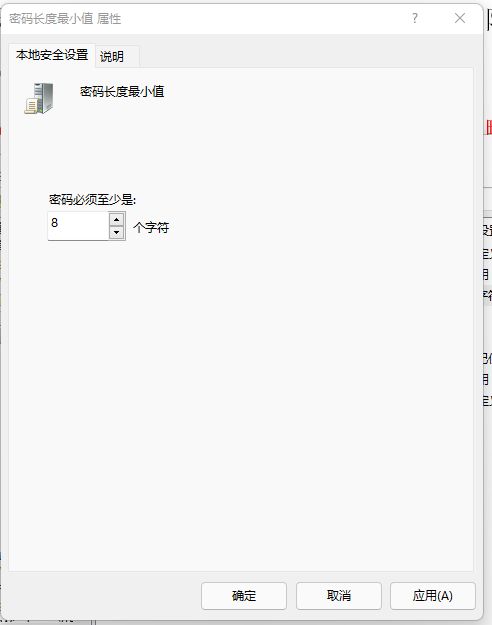 密码长度最小值 属性
?
本地安全设置
说明
密码长度最小值
密码必须至少是:
8
个字符
确定
取消
应用(A)